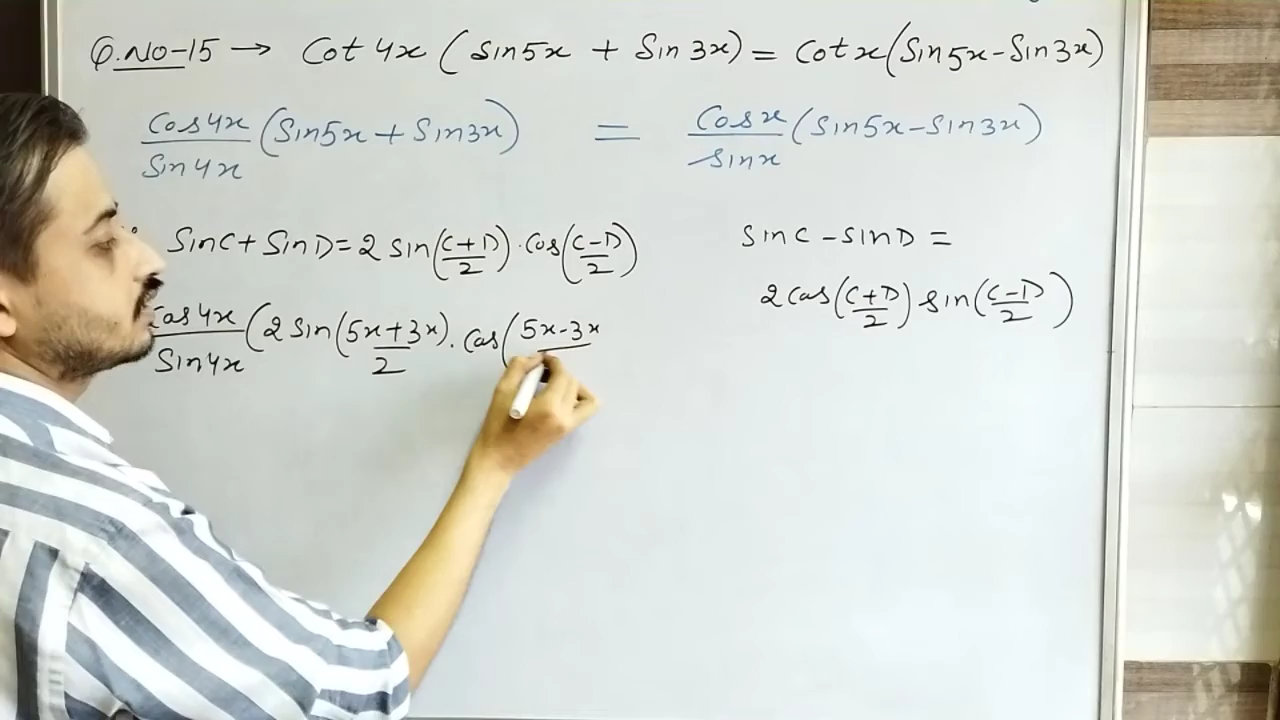 Q.No-15 → Cot 4x (Sin5x + Sin 3x) = Cot x (Sin5x-Sin3x)
Cos4x/Sin4x (Sin5x + Sin3x) = Cosx/Sinx (Sin5x-Sin3x)
SinC + SinD = 2 sin((C+D)/2) · Cos((C-D)/2)
SinC - SinD =
2 Cos((C+D)/2) Sin((C-D)/2)
Cos4x/Sin4x (2 Sin((5x+3x)/2) · Cos(5x-3x